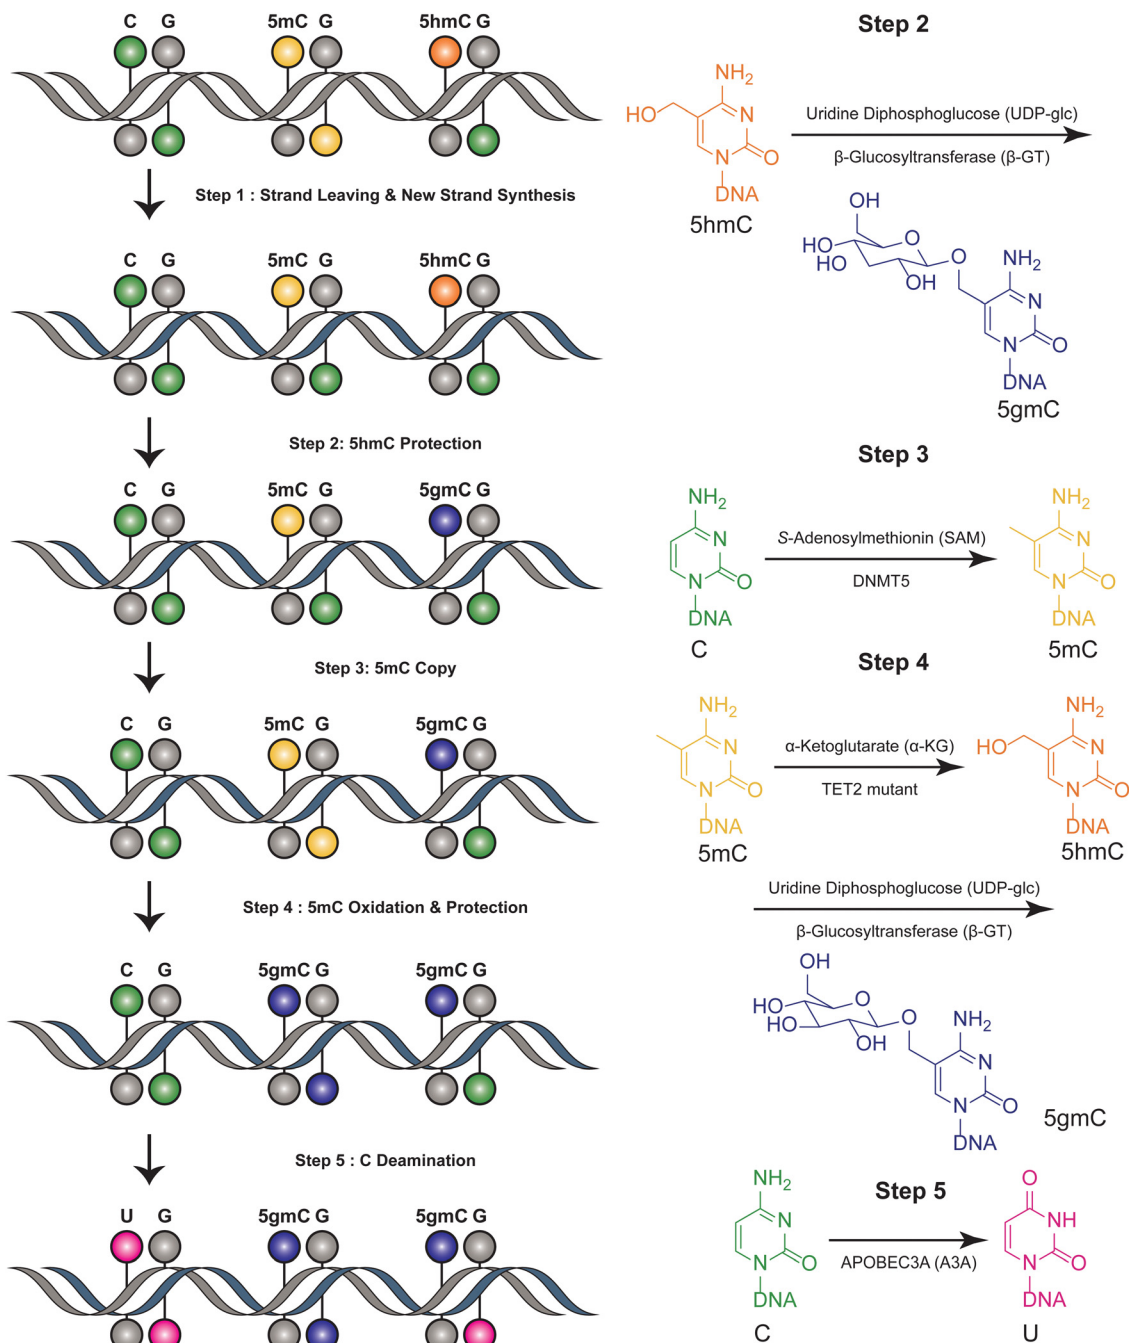 C G 5mC G 5hmC G
Step 1 : Strand Leaving & New Strand Synthesis
C G 5mC G 5hmC G
Step 2: 5hmC Protection
C G 5mC G 5gmC G
Step 3: 5mC Copy
C G 5mC G 5gmC G
Step 4 : 5mC Oxidation & Protection
C G 5gmC G 5gmC G
Step 5 : C Deamination
U G 5gmC G 5gmC G
Step 2
NH2
HO
N
N
O
DNA
5hmC
Uridine Diphosphoglucose (UDP-glc)
β-Glucosyltransferase (β-GT)
OH
O
HO
HO
OH
O
NH2
N
N
O
DNA
5gmC
Step 3
NH2
N
N
O
DNA
C
S-Adenosylmethionin (SAM)
DNMT5
NH2
N
N
O
DNA
5mC
Step 4
NH2
N
N
O
DNA
5mC
α-Ketoglutarate (α-KG)
TET2 mutant
NH2
HO
N
N
O
DNA
5hmC
Uridine Diphosphoglucose (UDP-glc)
β-Glucosyltransferase (β-GT)
OH
O
HO
HO
OH
O
NH2
N
N
O
DNA
5gmC
Step 5
NH2
N
N
O
DNA
C
APOBEC3A (A3A)
O
NH
N
O
DNA
U